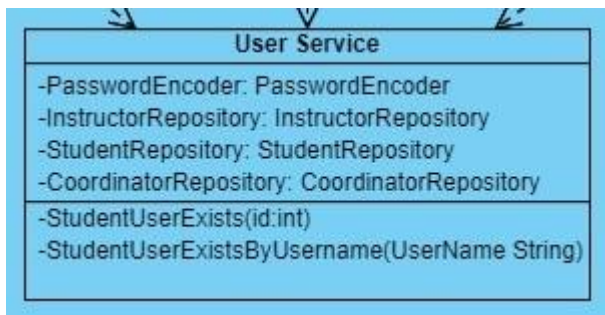 User Service
-PasswordEncoder: PasswordEncoder
-InstructorRepository: InstructorRepository
-StudentRepository: StudentRepository
-CoordinatorRepository: CoordinatorRepository
-StudentUserExists(id:int)
-StudentUserExistsByUsername(UserName String)